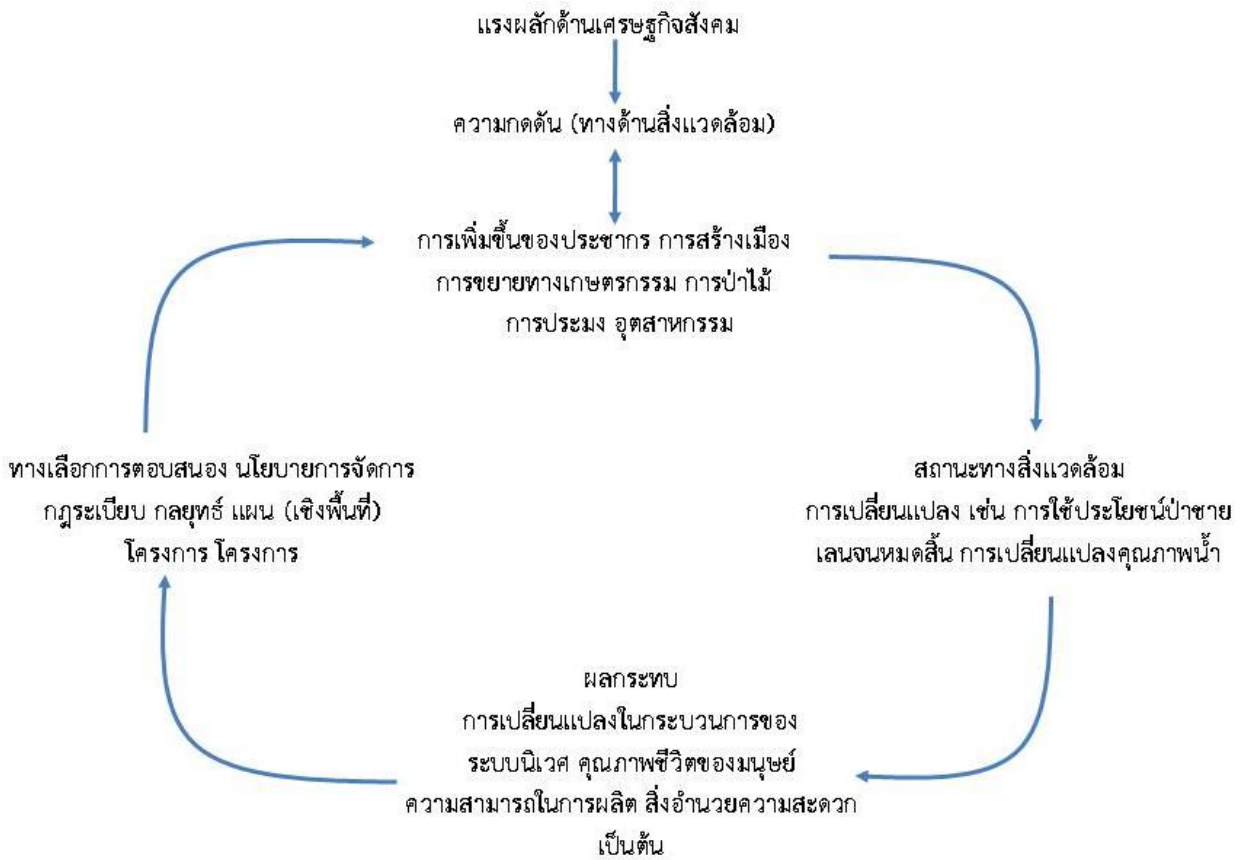 แรงผลักด้านเศรษฐกิจสังคม
ความกดดัน (ทางด้านสิ่งแวดล้อม)
การเพิ่มขึ้นของประชากร การสร้างเมือง
การขยายทางเกษตรกรรม การป่าไม้
การประมง อุตสาหกรรม
สถานะทางสิ่งแวดล้อม
การเปลี่ยนแปลง เช่น การใช้ประโยชน์ป่าชาย
เลนจนหมดสิ้น การเปลี่ยนแปลงคุณภาพน้ำ
ผลกระทบ
การเปลี่ยนแปลงในกระบวนการของ
ระบบนิเวศ คุณภาพชีวิตของมนุษย์
ความสามารถในการผลิต สิ่งอำนวยความสะดวก
เป็นต้น
ทางเลือกการตอบสนอง นโยบายการจัดการ
กฎระเบียบ กลยุทธ์ แผน (เชิงพื้นที่)
โครงการ โครงการ